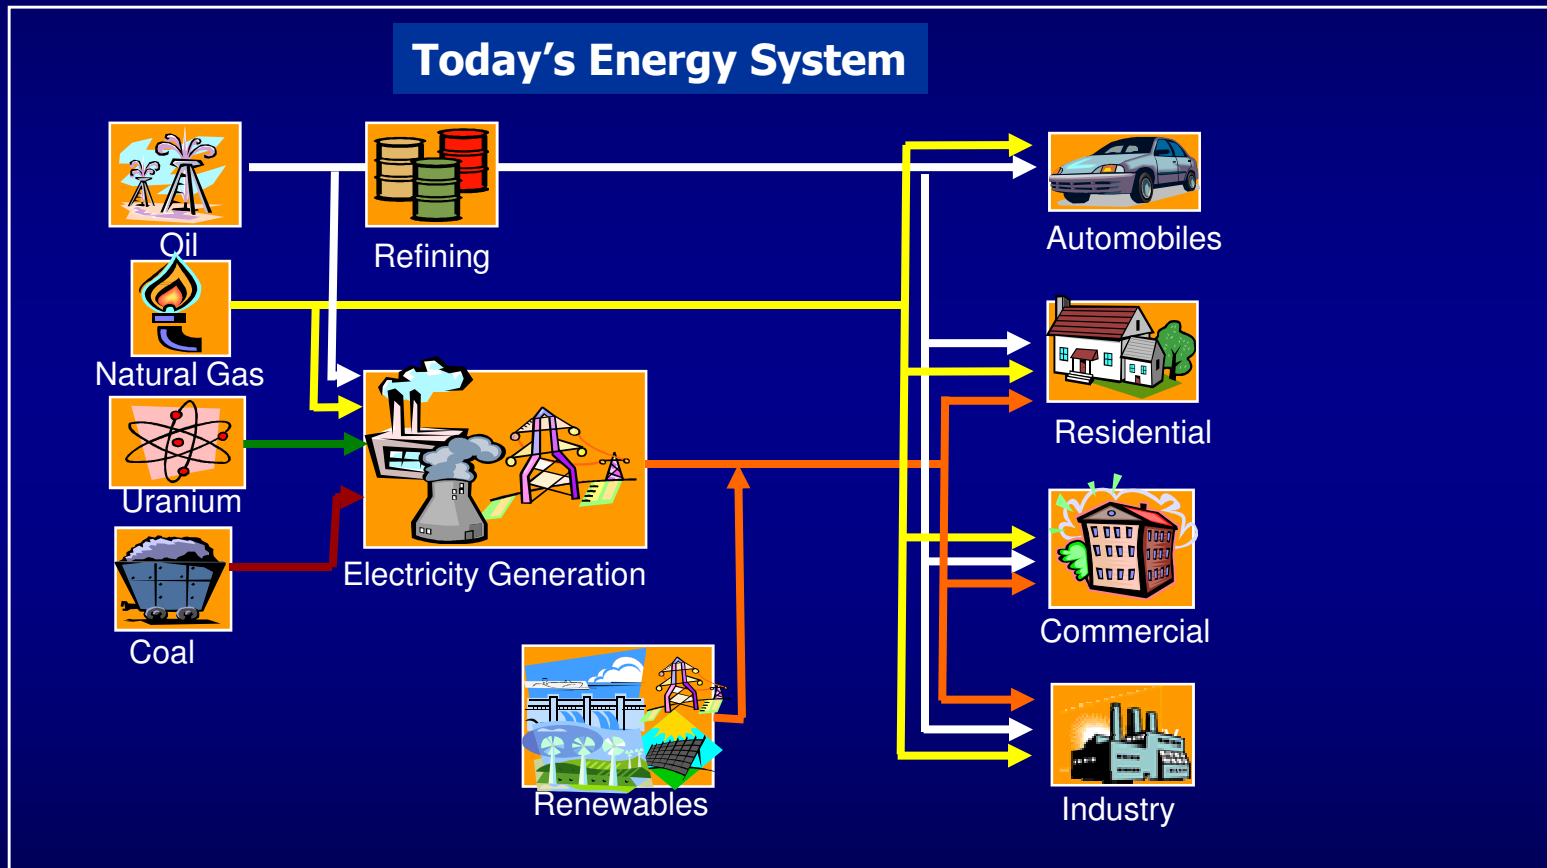 Today’s Energy System
Oil
Refining
Automobiles
Natural Gas
Residential
Uranium
Electricity Generation
Coal
Commercial
Renewables
Industry